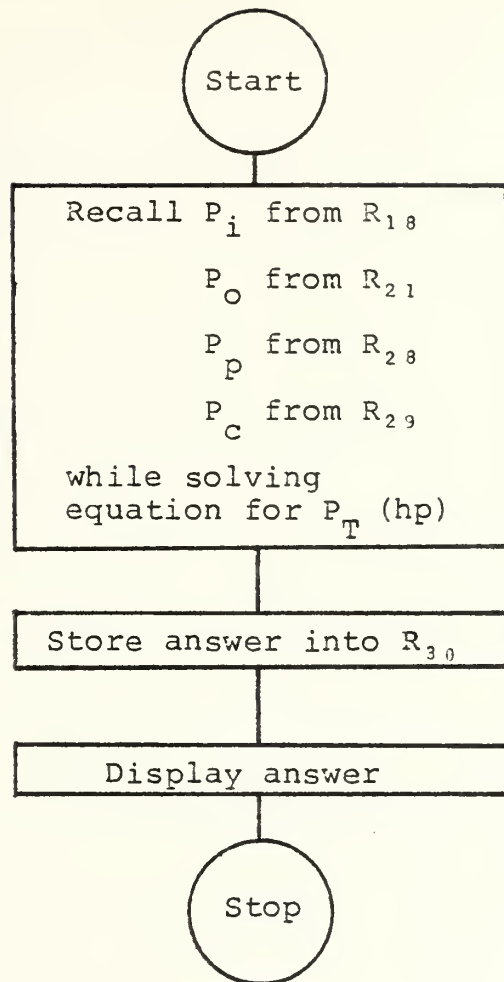 Start
Recall P_i from R_18
P_o from R_21
P_p from R_28
P_c from R_29
while solving
equation for P_T (hp)
Store answer into R_30
Display answer
Stop